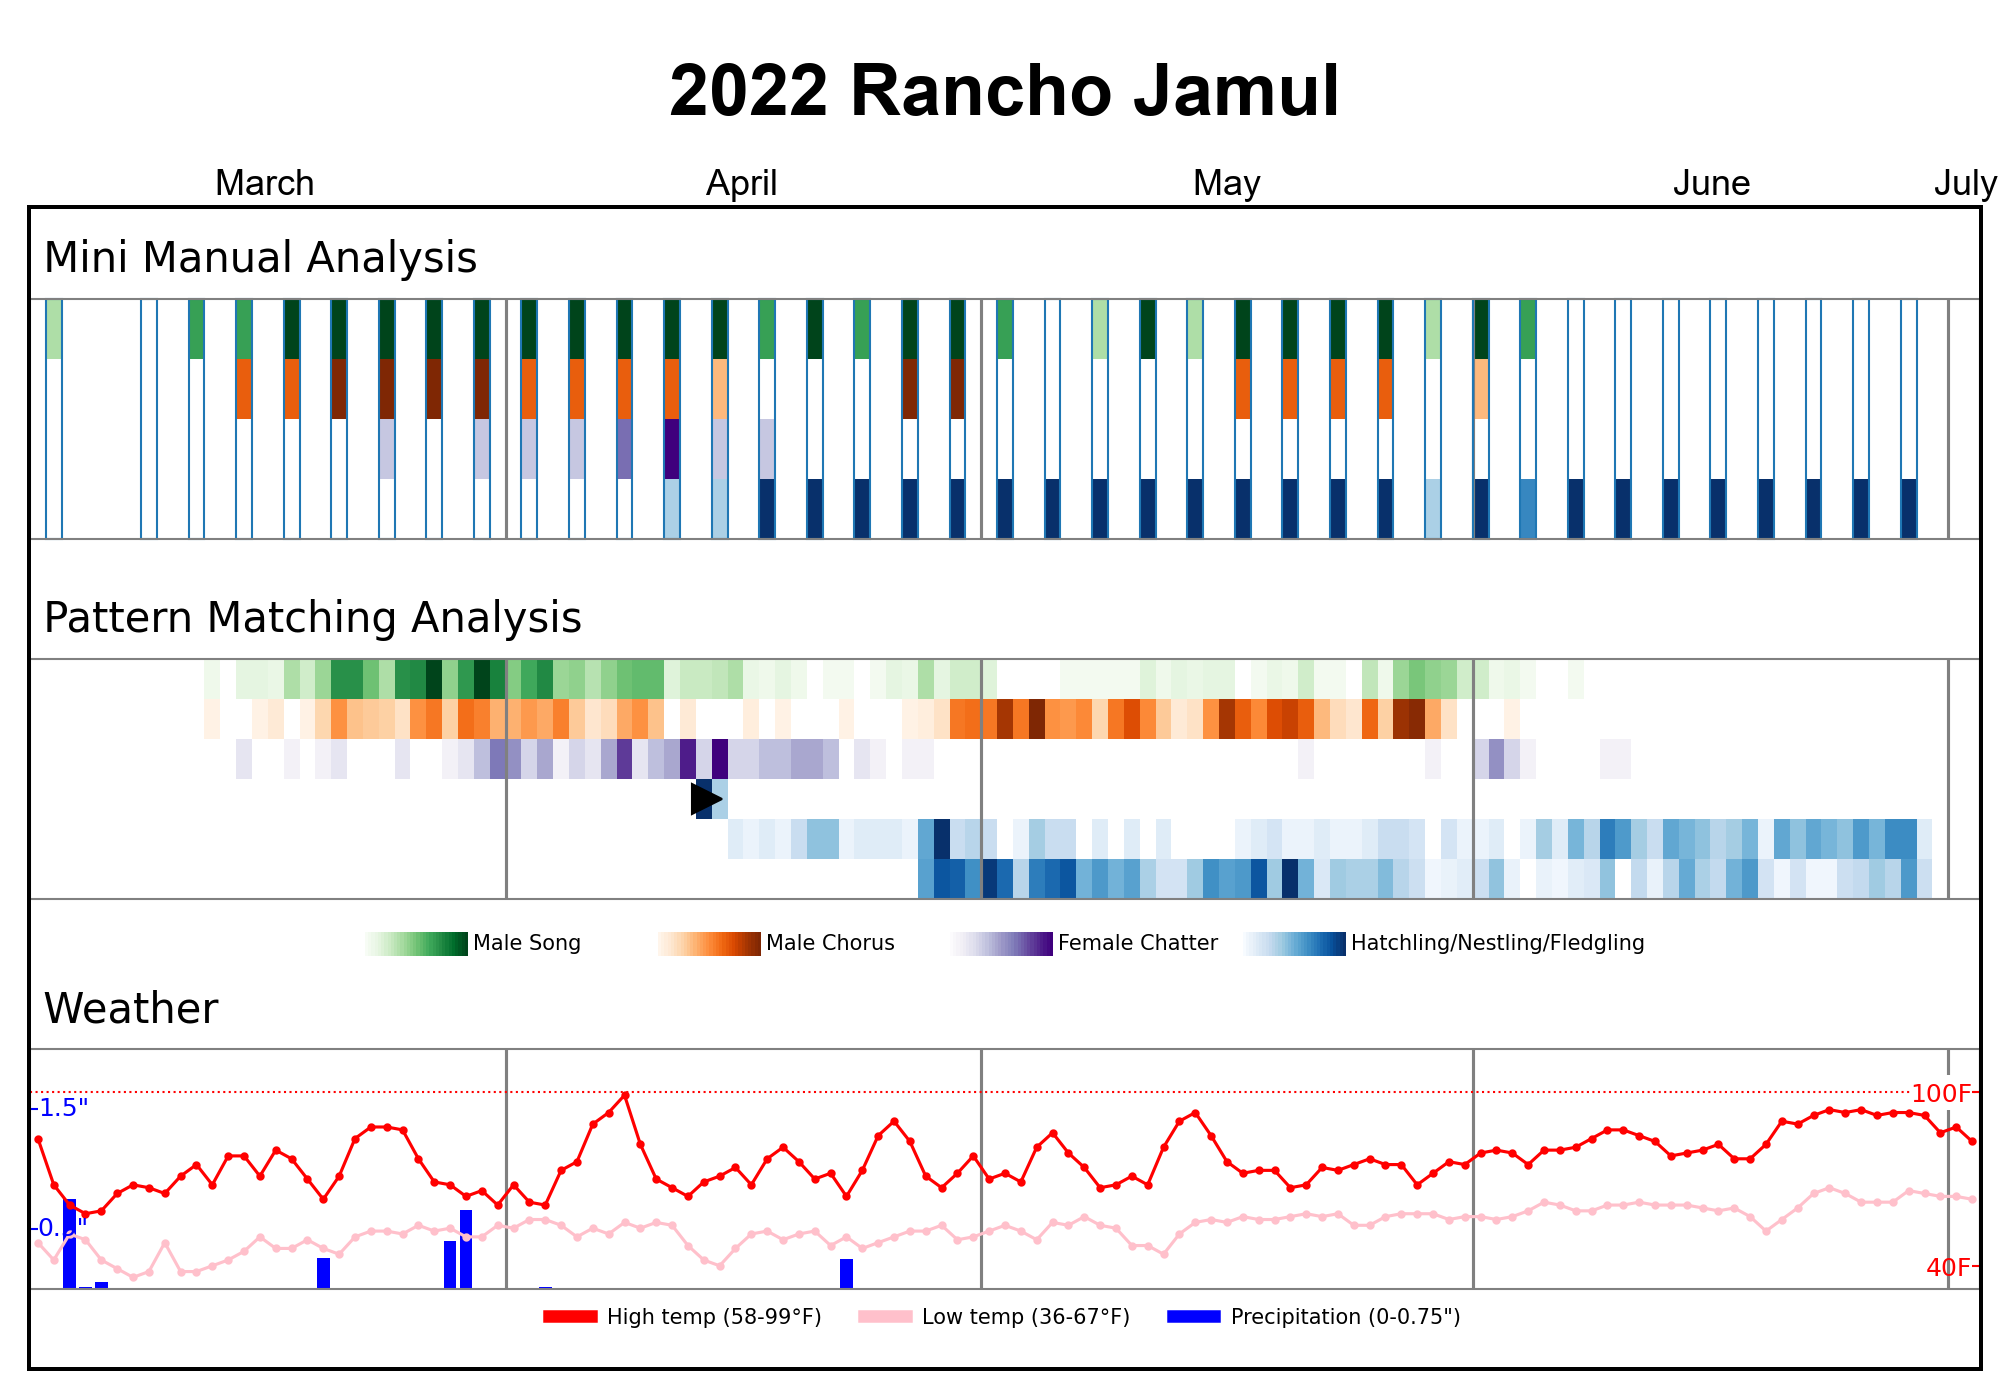 2022 Rancho Jamul
March April May June July
Mini Manual Analysis
Pattern Matching Analysis
Male Song Male Chorus Female Chatter Hatchling/Nestling/Fledgling
Weather
1.5" 100F
40F
High temp (58-99°F) Low temp (36-67°F) Precipitation (0-0.75")